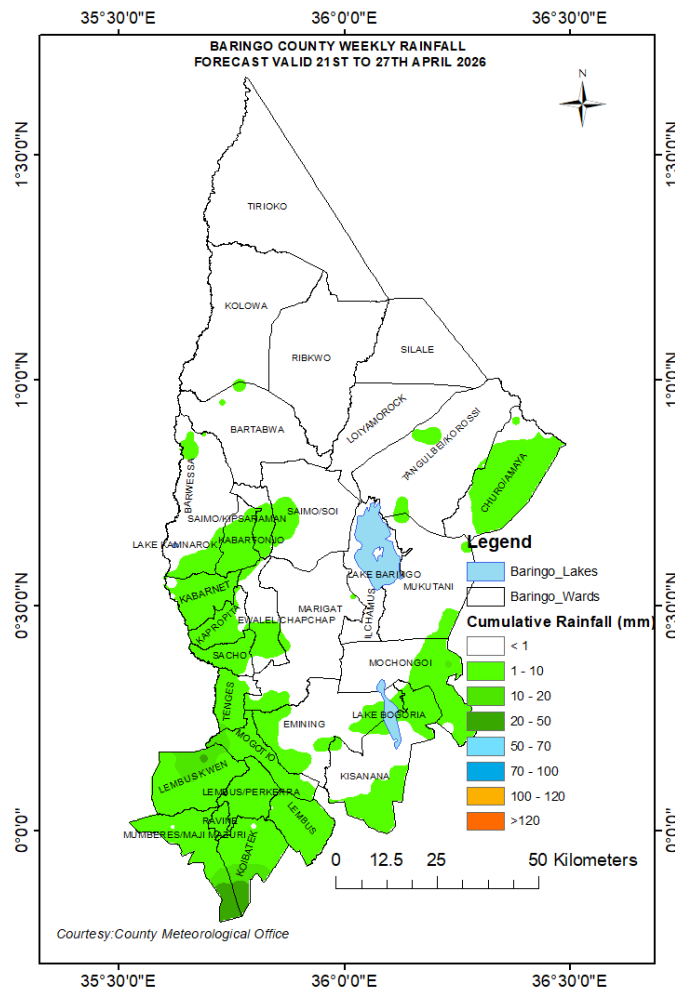 35°30'0"E 36°0'0"E 36°30'0"E
BARINGO COUNTY WEEKLY RAINFALL
FORECAST VALID 21ST TO 27TH APRIL 2026
N
1°30'0"N 1°30'0"N
TIRIOKO
KOLOWA
RIBKWO
SILALE
1°0'0"N 1°0'0"N
LOIYAMOROCK
BARTABWA
TANGULBEI/KOROSSI
BARWESSA
CHURO/AMAYA
SAIMO/KIPSARAMAN
SAIMO/SOI
KABARTONJO
LAKE BARINGO
MUKUTANI
KABARNET
0°30'0"N 0°30'0"N
MARIGAT
ILCHAMUS
KAPROPITA
EWALEL/CHAPCHAP
SACHO
MOCHONGOI
TENGES
LAKE BOGORIA
EMINING
MOGOTIO
KISANANA
LEMBUS KWEN
LEMBUS/PERKERRA
LEMBUS
RAVINE
MUMBERES/MAJI MAZURI
KOIBATEK
0°0'0" 0°0'0"
Legend
Baringo_Lakes
Baringo_Wards
Cumulative Rainfall (mm)
< 1
1 - 10
10 - 20
20 - 50
50 - 70
70 - 100
100 - 120
>120
0 12.5 25 50 Kilometers
Courtesy:County Meteorological Office
35°30'0"E 36°0'0"E 36°30'0"E